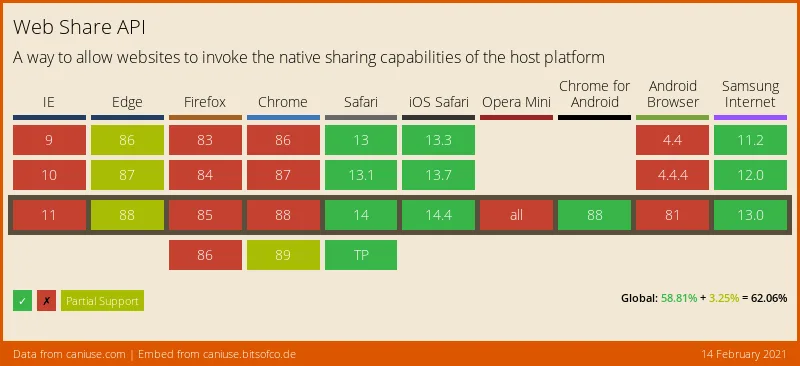 Web Share API
A way to allow websites to invoke the native sharing capabilities of the host platform
IE Edge Firefox Chrome Safari iOS Safari Opera Mini Chrome for Android Android Browser Samsung Internet
9 86 83 86 13 13.3 4.4 11.2
10 87 84 87 13.1 13.7 4.4.4 12.0
11 88 85 88 14 14.4 all 88 81 13.0
86 89 TP
✓ ✗ Partial Support
Global: 58.81% + 3.25% = 62.06%
Data from caniuse.com | Embed from caniuse.bitsofco.de
14 February 2021